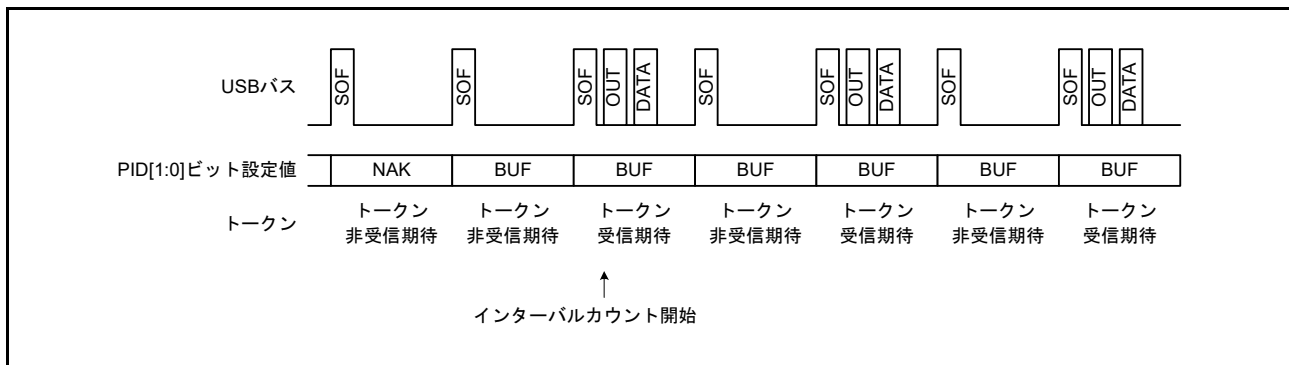 USBバス
SOF
SOF
SOF
OUT
DATA
SOF
SOF
OUT
DATA
SOF
SOF
OUT
DATA
PID[1:0]ビット設定値
NAK
BUF
BUF
BUF
BUF
BUF
BUF
トークン
トークン
非受信期待
トークン
非受信期待
トークン
受信期待
トークン
非受信期待
トークン
受信期待
トークン
非受信期待
トークン
受信期待
インターバルカウント開始